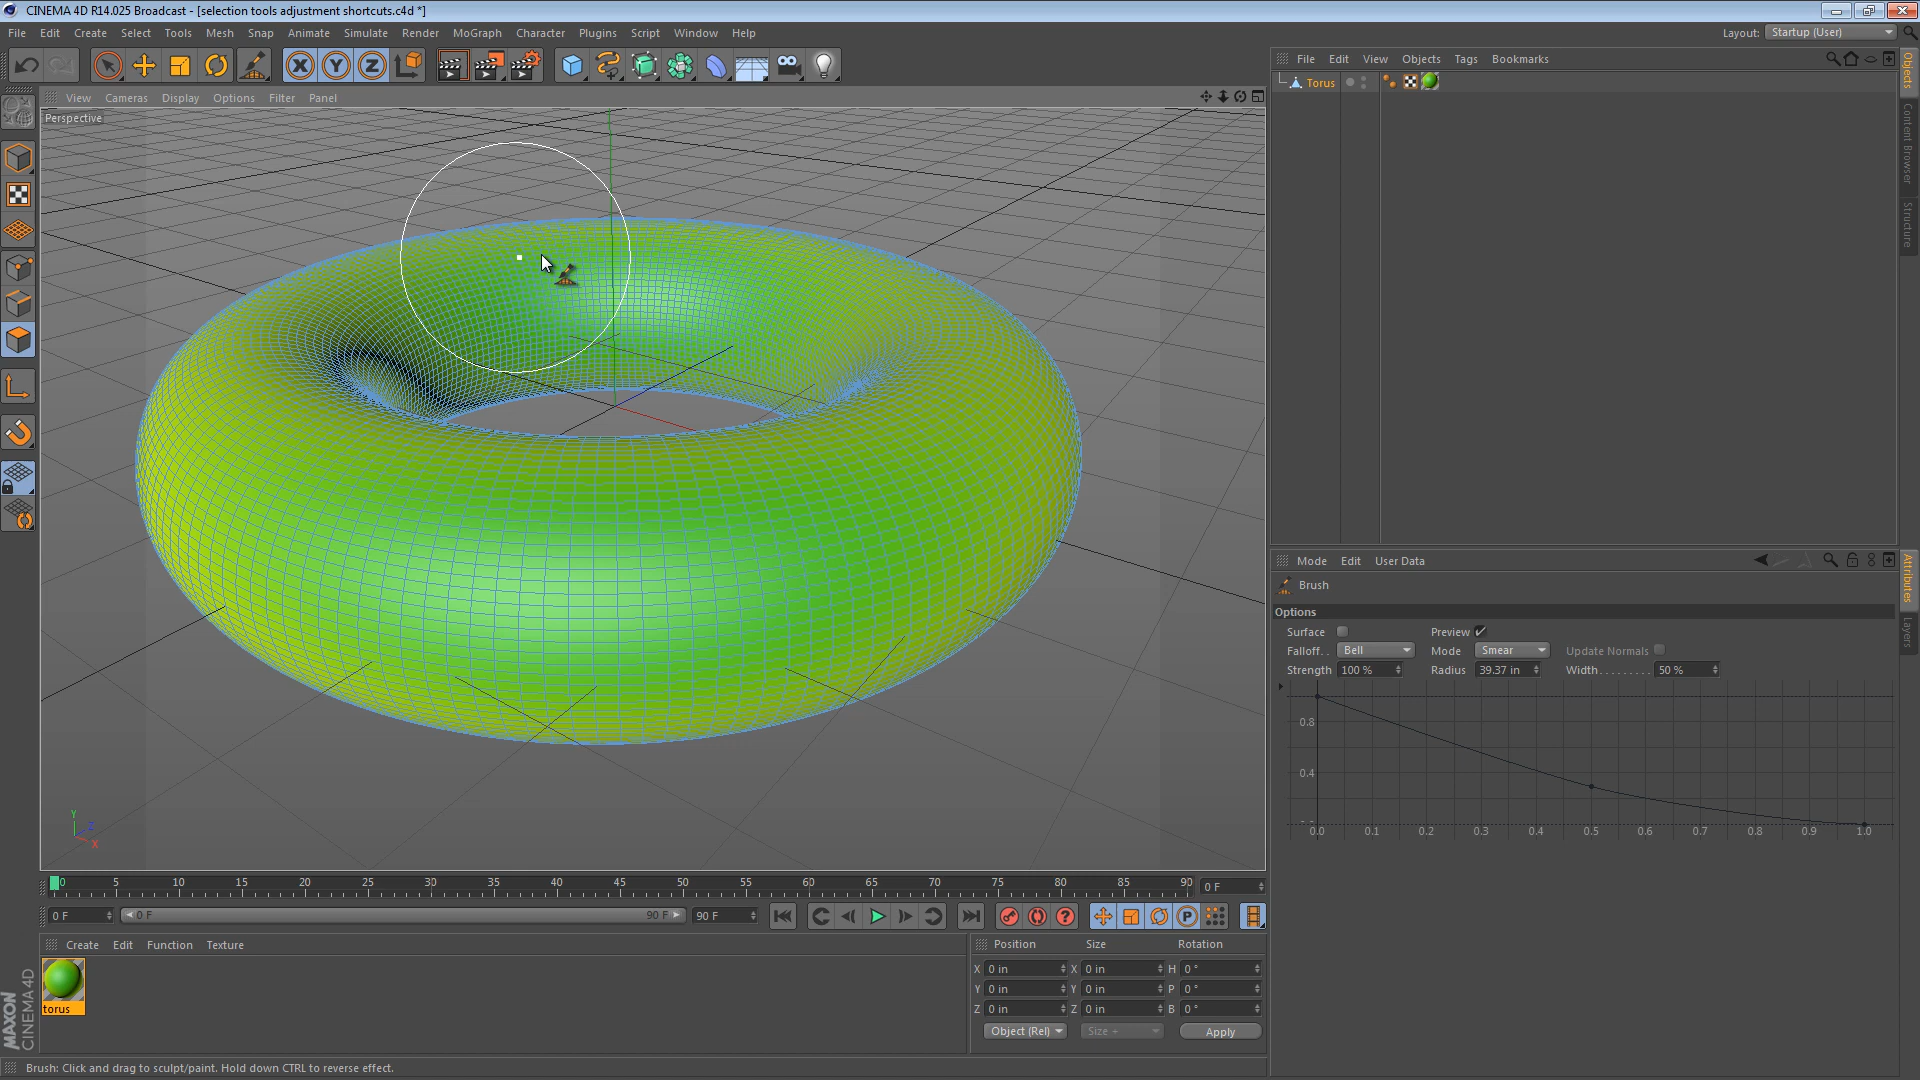 CINEMA 4D R14.025 Broadcast - [selection tools adjustment shortcuts.c4d *]
File Edit Create Select Tools Mesh Snap Animate Simulate Render MoGraph Character Plugins Script Window Help
Layout: Startup (User)
X Y Z
File Edit View Objects Tags Bookmarks
Torus
Objects
Content Browser
Structure
View Cameras Display Options Filter Panel
Perspective
Y Z X
Mode Edit User Data
Attributes
Layers
Brush
Options
Surface Preview
Falloff. . Bell Mode Smear Update Normals
Strength 100 % Radius 39.37 in Width......... 50 %
0.8
0.4
0.0 0.1 0.2 0.3 0.4 0.5 0.6 0.7 0.8 0.9 1.0
0 5 10 15 20 25 30 35 40 45 50 55 60 65 70 75 80 85 90 0 F
0 F 0 F 90 F 90 F ? P
Create Edit Function Texture
torus
Position Size Rotation
X 0 in X 0 in H 0 °
Y 0 in Y 0 in P 0 °
Z 0 in Z 0 in B 0 °
Object (Rel) Size + Apply
MAXON
CINEMA 4D
Brush: Click and drag to sculpt/paint. Hold down CTRL to reverse effect.